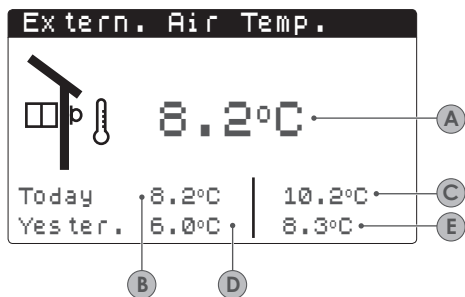 Extern. Air Temp.
8.2°C
A
Today 8.2°C 10.2°C
C
Yester. 6.0°C 8.3°C
E
B D